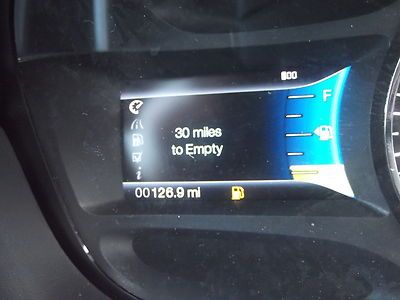 F
30 miles
to Empty
i
00126.9 mi